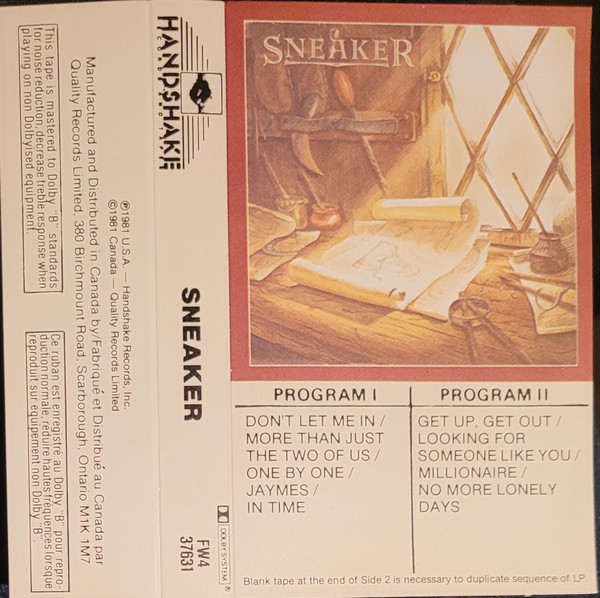 This tape is mastered to Dolby "B" standards
for noise reduction, decrease treble response when
playing on non Dolbyised equipment.
Ce ruban est enregistré au Dolby "B" pour repro-
duction normale, réduire hautes fréquences lorsque
reproduit sur equipement non Dolby "B".
Manufactured and Distributed in Canada by/Fabriqué et Distribué au Canada par
Quality Records Limited, 380 Birchmount Road, Scarborough, Ontario M1K 1M7
℗1981 U.S.A. — Handshake Records, Inc.
©1981 Canada — Quality Records Limited
HANDSHAKE
SNEAKER
DOLBY SYSTEM ®
FW4
37631
SNEAKER
PROGRAM I
DON'T LET ME IN /
MORE THAN JUST
THE TWO OF US /
ONE BY ONE /
JAYMES /
IN TIME
PROGRAM II
GET UP, GET OUT /
LOOKING FOR
SOMEONE LIKE YOU /
MILLIONAIRE /
NO MORE LONELY
DAYS
Blank tape at the end of Side 2 is necessary to duplicate sequence of LP.